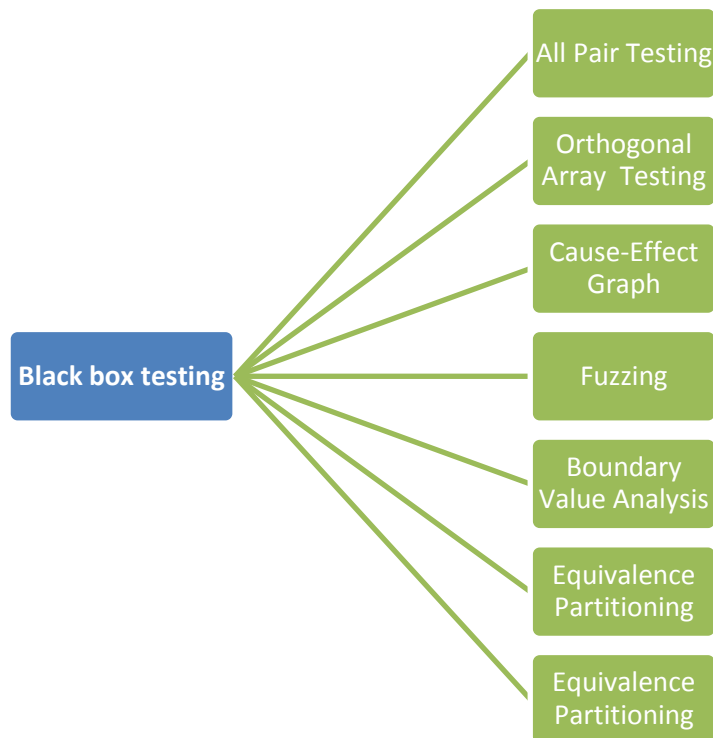 All Pair Testing
Orthogonal
Array Testing
Cause-Effect
Graph
Black box testing
Fuzzing
Boundary
Value Analysis
Equivalence
Partitioning
Equivalence
Partitioning